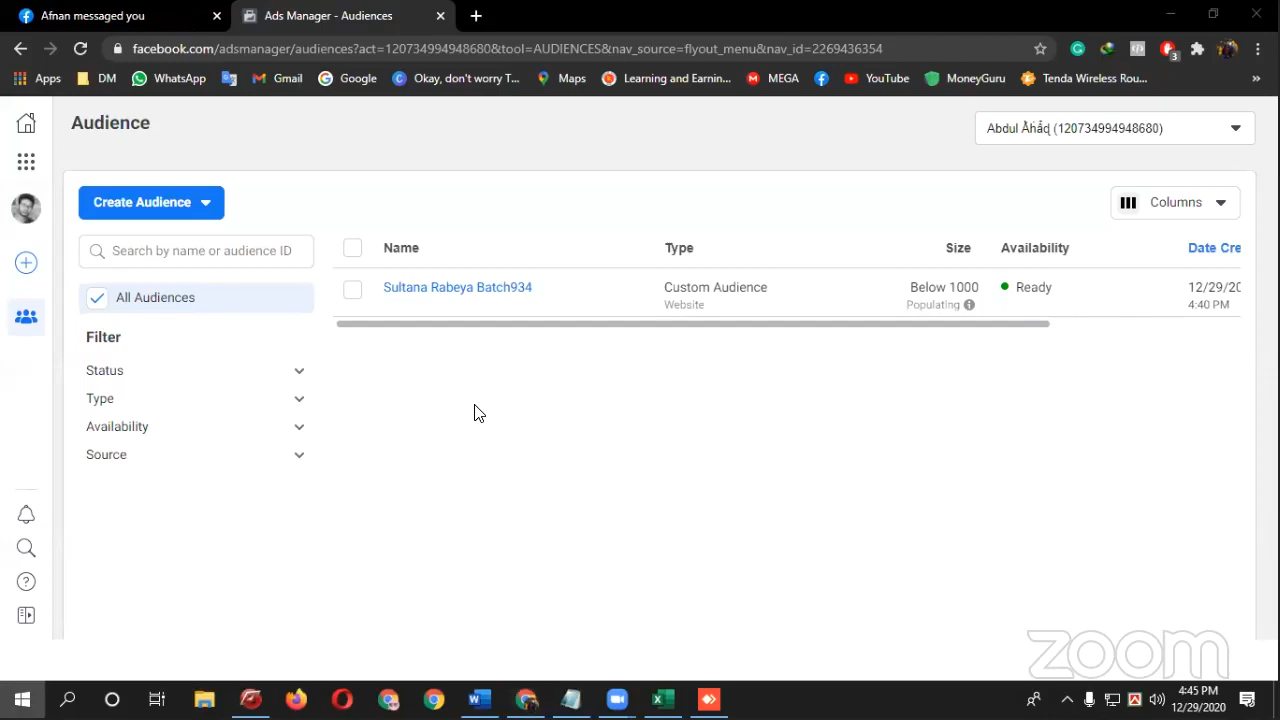 Afnan messaged you
Ads Manager - Audiences
facebook.com/adsmanager/audiences?act=120734994948680&tool=AUDIENCES&nav_source=flyout_menu&nav_id=2269436354
3
Apps
DM
WhatsApp
Gmail
Google
Okay, don't worry T...
Maps
Learning and Earnin...
MEGA
YouTube
MoneyGuru
Tenda Wireless Rou...
Audience
Abdul (120734994948680)
Create Audience
Columns
Search by name or audience ID
Name
Type
Size
Availability
Date Cre
All Audiences
Sultana Rabeya Batch934
Custom Audience
Below 1000
Ready
12/29/20
Website
Populating
4:40 PM
Filter
Status
Type
Availability
Source
zoom
4:45 PM
12/29/2020